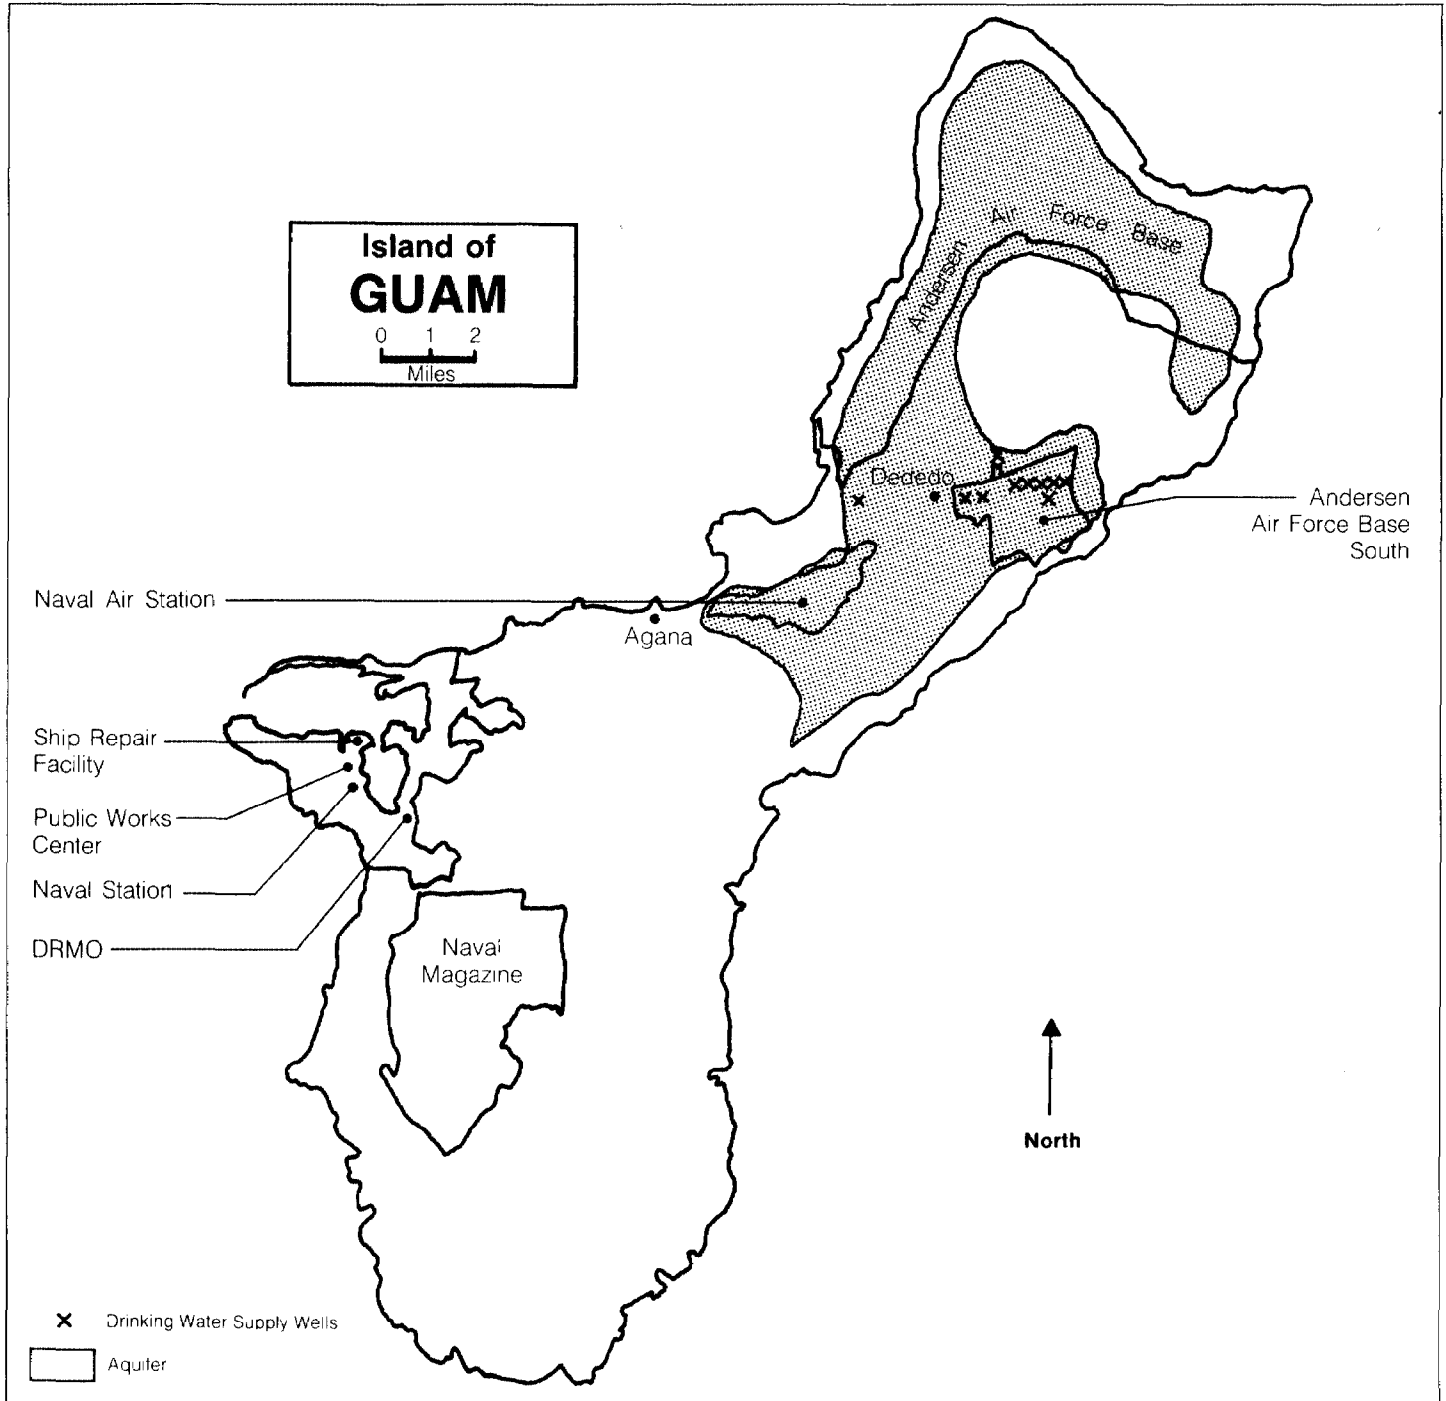 Island of
GUAM
0 1 2
Miles
Andersen Air Force Base
Dededo
Andersen
Air Force Base
South
Naval Air Station
Agana
Ship Repair
Facility
Public Works
Center
Naval Station
DRMO
Naval
Magazine
North
x Drinking Water Supply Wells
Aquifer